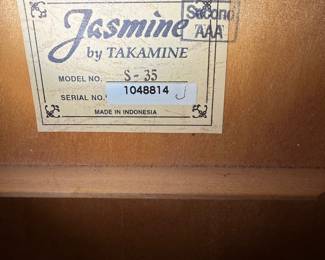 Jasmine
Second
"AAA"
by TAKAMINE
MODEL NO. S-35
SERIAL NO. 1048814 J
MADE IN INDONESIA